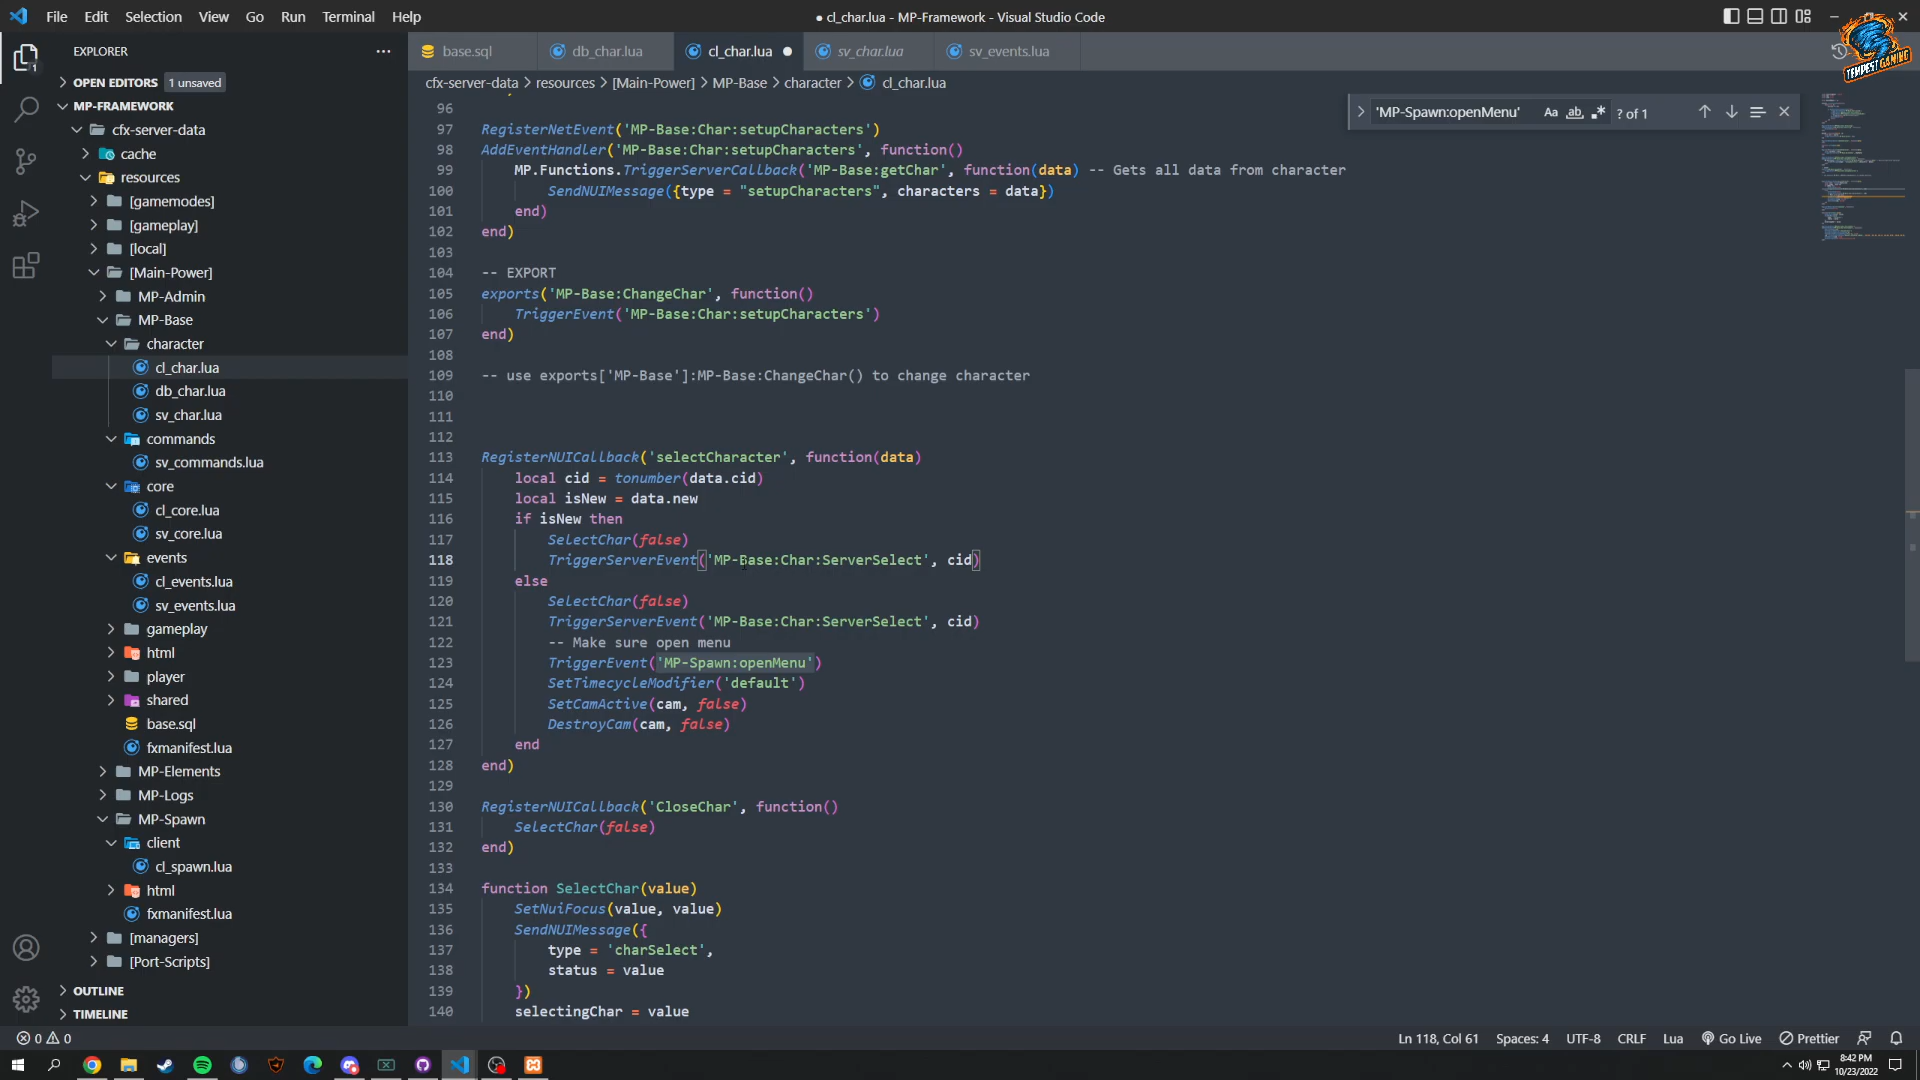 File Edit Selection View Go Run Terminal Help
● cl_char.lua - MP-Framework - Visual Studio Code
TEMPEST GAMING
EXPLORER
OPEN EDITORS 1 unsaved
MP-FRAMEWORK
cfx-server-data
cache
resources
[gamemodes]
[gameplay]
[local]
[Main-Power]
MP-Admin
MP-Base
character
cl_char.lua
db_char.lua
sv_char.lua
commands
sv_commands.lua
core
cl_core.lua
sv_core.lua
events
cl_events.lua
sv_events.lua
gameplay
html
player
shared
base.sql
fxmanifest.lua
MP-Elements
MP-Logs
MP-Spawn
client
cl_spawn.lua
html
fxmanifest.lua
[managers]
[Port-Scripts]
OUTLINE
TIMELINE
base.sql db_char.lua cl_char.lua ● sv_char.lua sv_events.lua
cfx-server-data > resources > [Main-Power] > MP-Base > character > cl_char.lua
'MP-Spawn:openMenu' Aa ab .* ? of 1
96
97 RegisterNetEvent('MP-Base:Char:setupCharacters')
98 AddEventHandler('MP-Base:Char:setupCharacters', function()
99 MP.Functions.TriggerServerCallback('MP-Base:getChar', function(data) -- Gets all data from character
100 SendNUIMessage({type = "setupCharacters", characters = data})
101 end)
102 end)
103
104 -- EXPORT
105 exports('MP-Base:ChangeChar', function()
106 TriggerEvent('MP-Base:Char:setupCharacters')
107 end)
108
109 -- use exports['MP-Base']:MP-Base:ChangeChar() to change character
110
111
112
113 RegisterNUICallback('selectCharacter', function(data)
114 local cid = tonumber(data.cid)
115 local isNew = data.new
116 if isNew then
117 SelectChar(false)
118 TriggerServerEvent('MP-Base:Char:ServerSelect', cid)
119 else
120 SelectChar(false)
121 TriggerServerEvent('MP-Base:Char:ServerSelect', cid)
122 -- Make sure open menu
123 TriggerEvent('MP-Spawn:openMenu')
124 SetTimecycleModifier('default')
125 SetCamActive(cam, false)
126 DestroyCam(cam, false)
127 end
128 end)
129
130 RegisterNUICallback('CloseChar', function()
131 SelectChar(false)
132 end)
133
134 function SelectChar(value)
135 SetNuiFocus(value, value)
136 SendNUIMessage({
137 type = 'charSelect',
138 status = value
139 })
140 selectingChar = value
0 0 Ln 118, Col 61 Spaces: 4 UTF-8 CRLF Lua Go Live Prettier
8:42 PM
10/23/2022